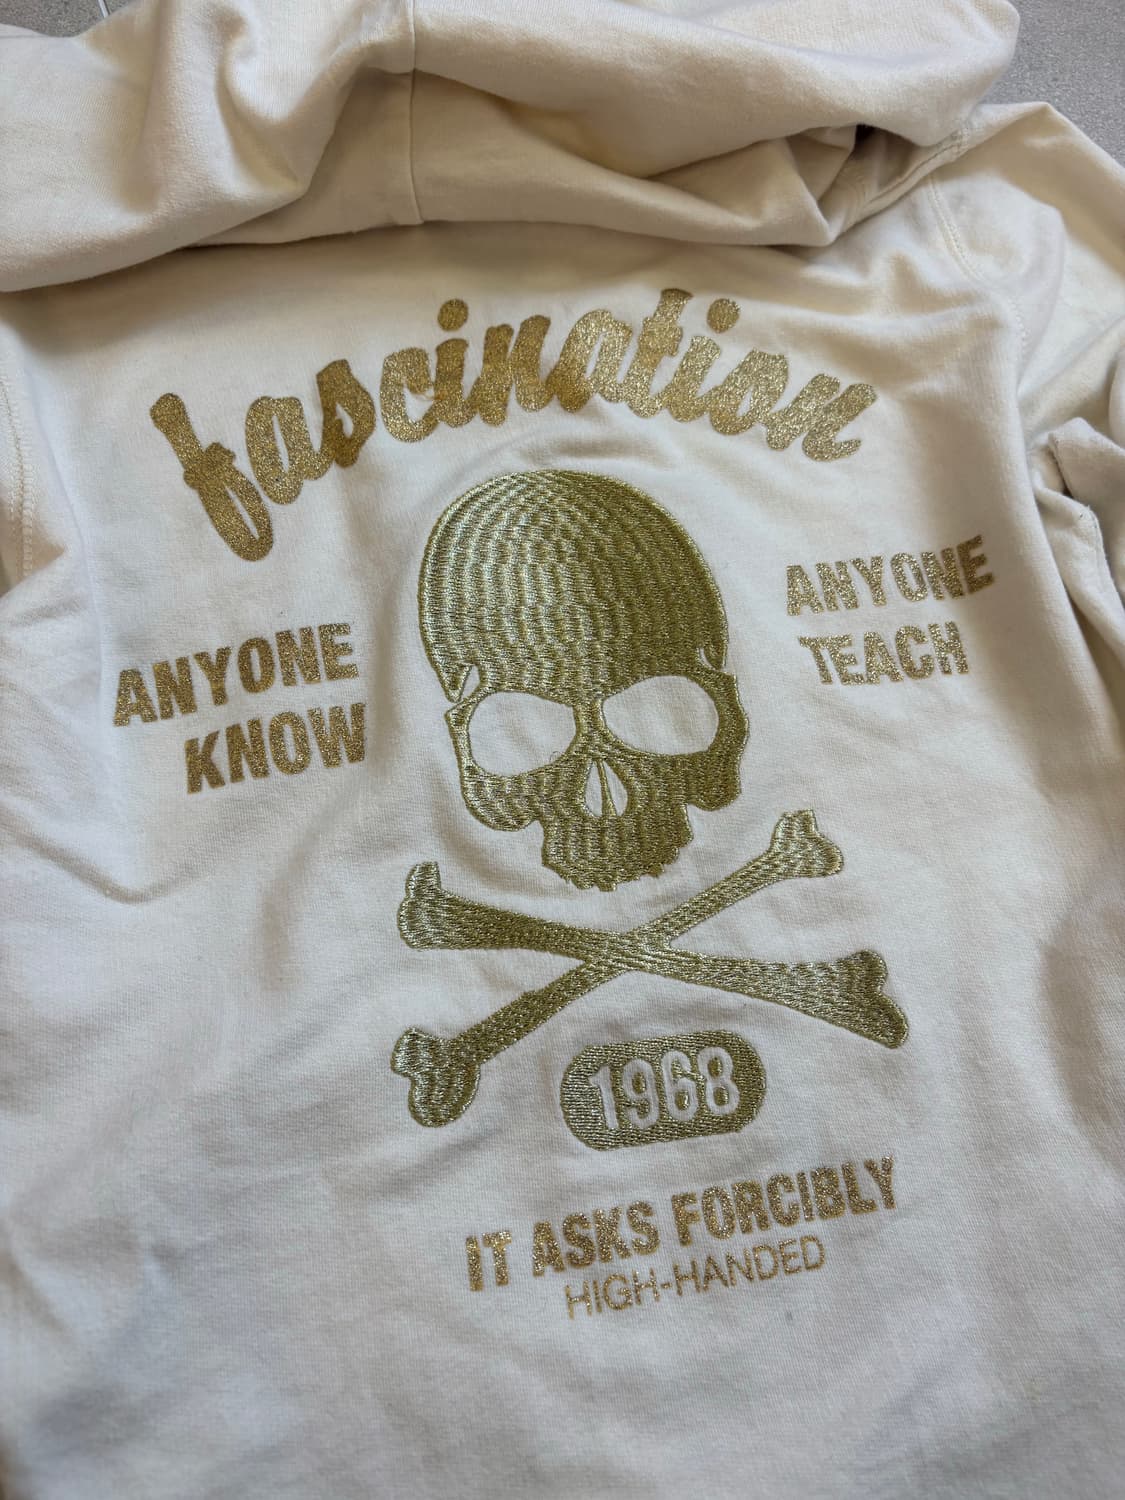 fascination
ANYONE
KNOW
ANYONE
TEACH
1968
IT ASKS FORCIBLY
HIGH-HANDED